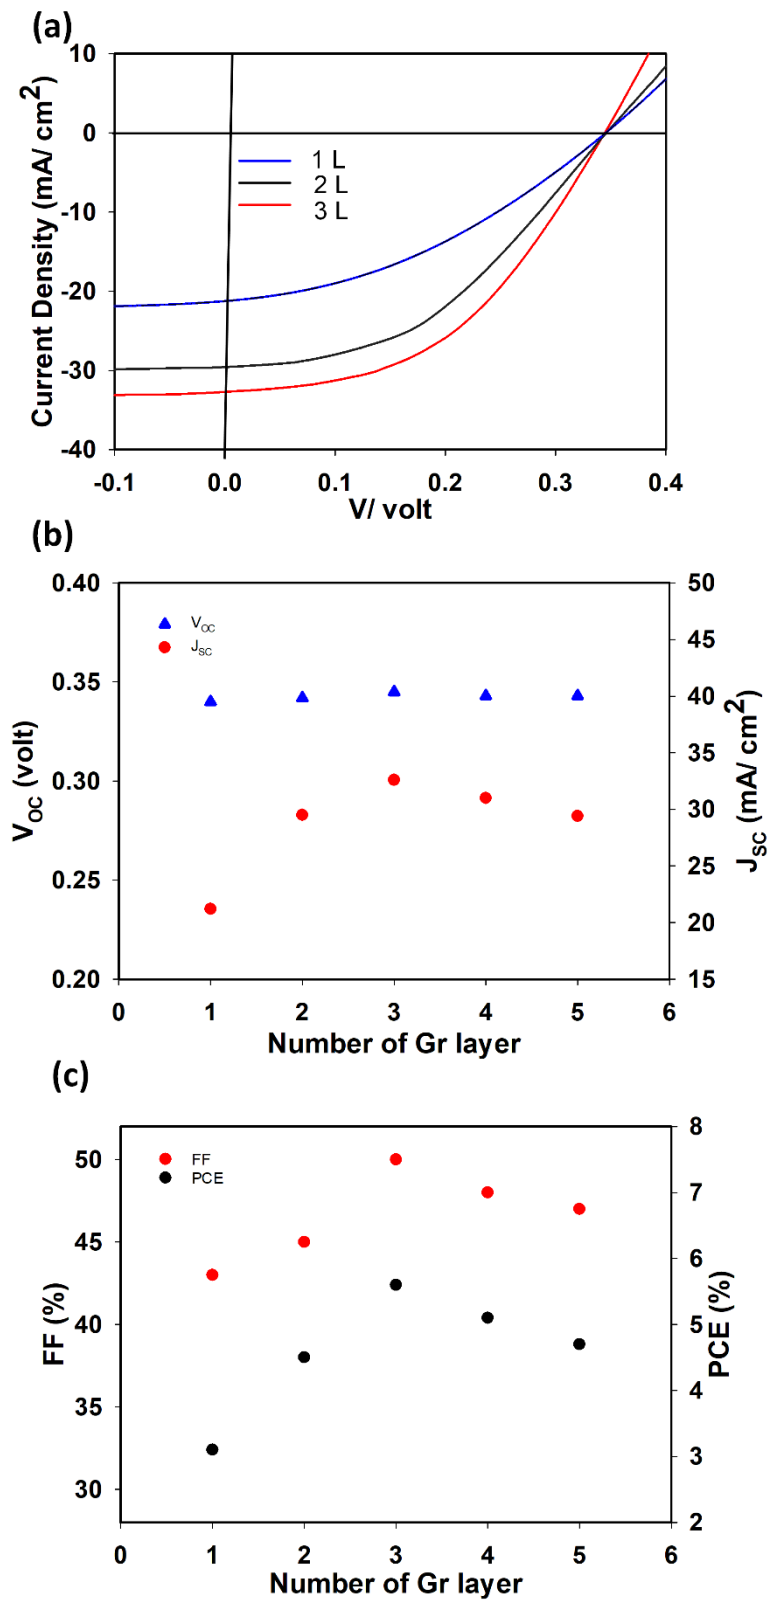 (a)
10
0
-10
-20
-30
-40
Current Density (mA/ cm²)
1 L
2 L
3 L
-0.1 0.0 0.1 0.2 0.3 0.4
V/ volt
(b)
0.40
0.35
0.30
0.25
0.20
V_OC (volt)
V_OC
J_SC
50
45
40
35
30
25
20
15
J_SC (mA/ cm²)
0 1 2 3 4 5 6
Number of Gr layer
(c)
50
45
40
35
30
FF (%)
FF
PCE
8
7
6
5
4
3
2
PCE (%)
0 1 2 3 4 5 6
Number of Gr layer